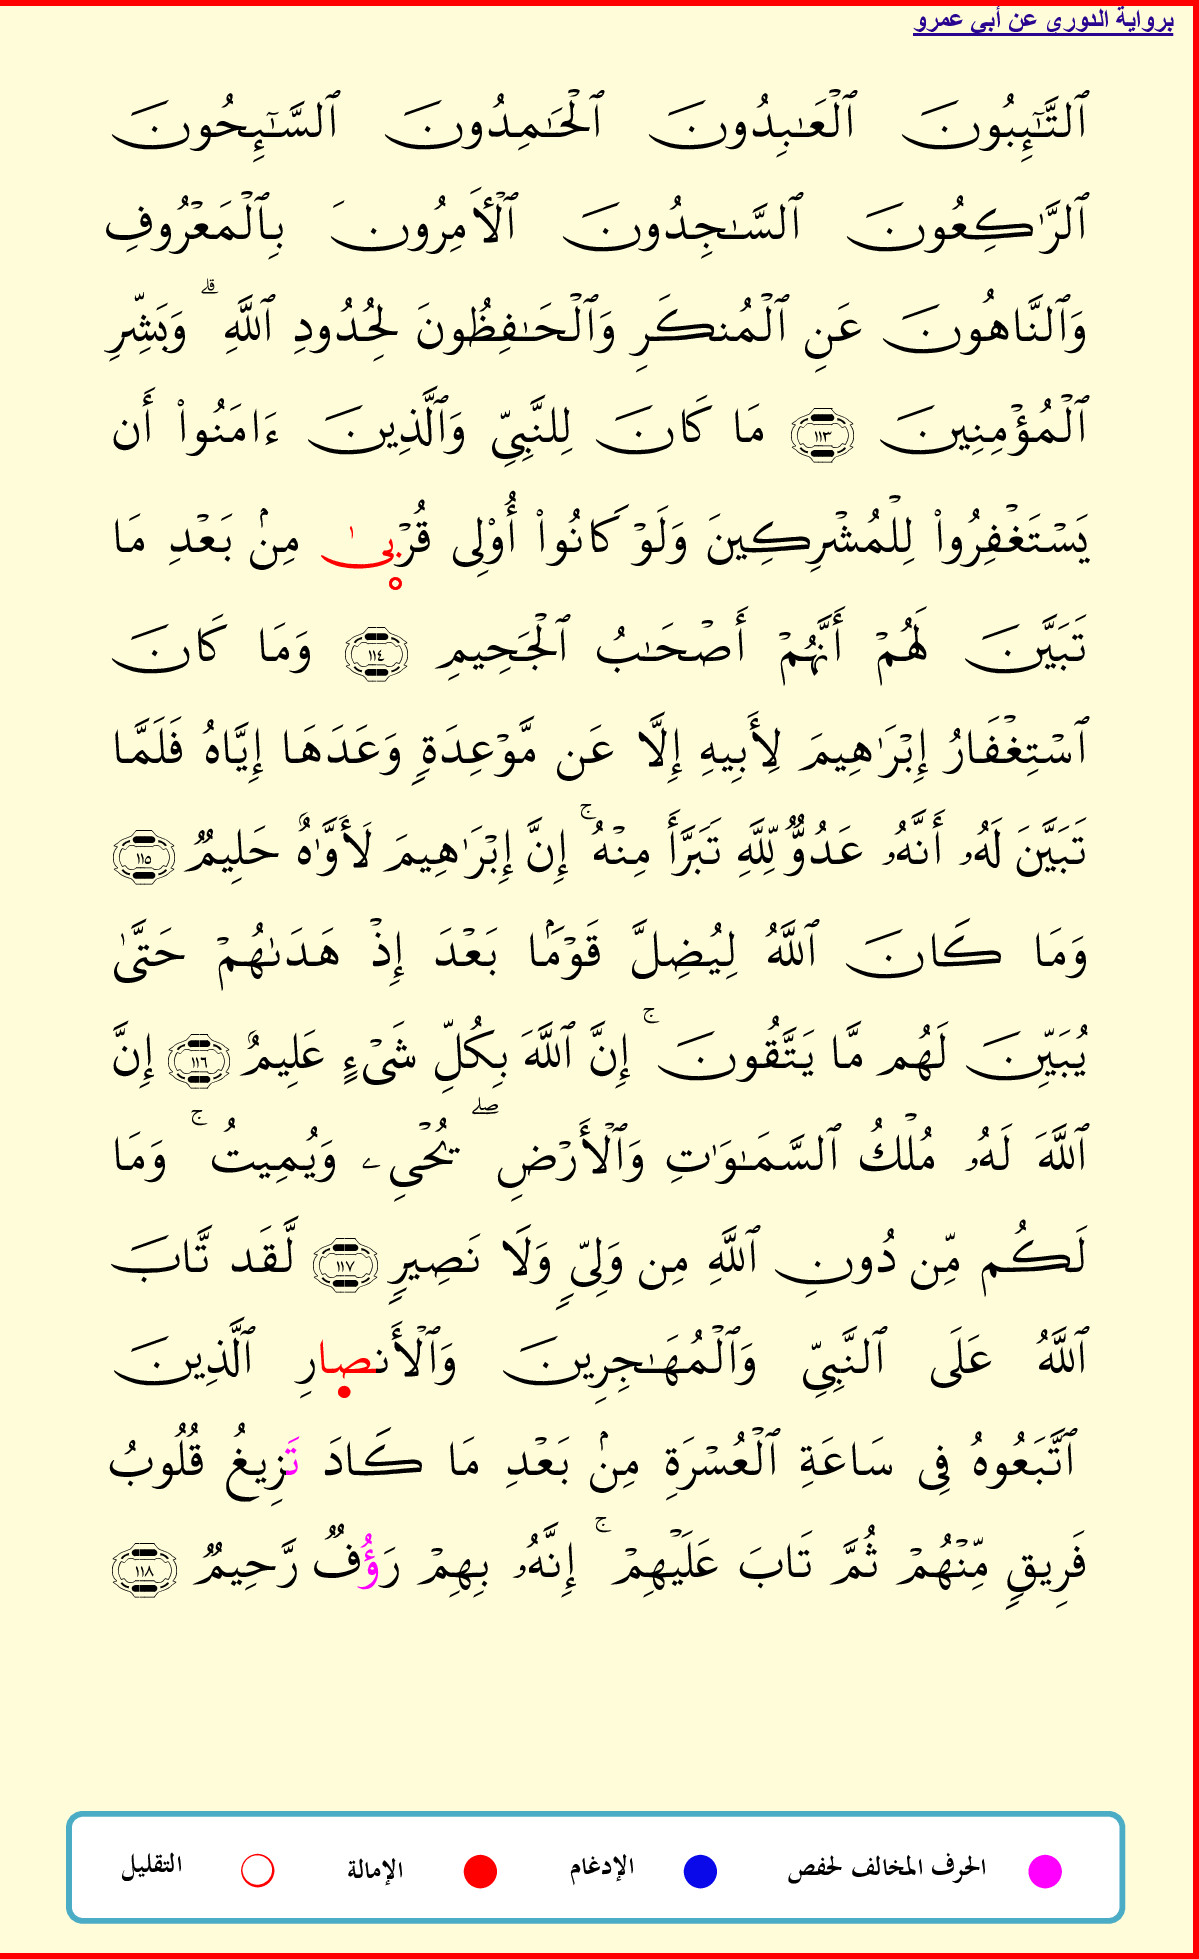 برواية الدوري عن أبي عمرو
ٱلتَّـٰٓئِبُونَ ٱلْعَـٰبِدُونَ ٱلْحَـٰمِدُونَ ٱلسَّـٰٓئِحُونَ
ٱلرَّٰكِعُونَ ٱلسَّـٰجِدُونَ ٱلْأَمِرُونَ بِٱلْمَعْرُوفِ
وَٱلنَّاهُونَ عَنِ ٱلْمُنكَرِ وَٱلْحَـٰفِظُونَ لِحُدُودِ ٱللَّهِ ۗ وَبَشِّرِ
ٱلْمُؤْمِنِينَ ١١٣ مَا كَانَ لِلنَّبِيِّ وَٱلَّذِينَ ءَامَنُوا۟ أَن
يَسْتَغْفِرُوا۟ لِلْمُشْرِكِينَ وَلَوْ كَانُوا۟ أُو۟لِى قُرْبىٰ مِنۢ بَعْدِ مَا
تَبَيَّنَ لَهُمْ أَنَّهُمْ أَصْحَـٰبُ ٱلْجَحِيمِ ١١٤ وَمَا كَانَ
ٱسْتِغْفَارُ إِبْرَٰهِيمَ لِأَبِيهِ إِلَّا عَن مَّوْعِدَةٍ وَعَدَهَا إِيَّاهُ فَلَمَّا
تَبَيَّنَ لَهُۥ أَنَّهُۥ عَدُوٌّ لِّلَّهِ تَبَرَّأَ مِنْهُ ۚ إِنَّ إِبْرَٰهِيمَ لَأَوَّٰهٌ حَلِيمٌ ١١٥
وَمَا كَانَ ٱللَّهُ لِيُضِلَّ قَوْمًۢا بَعْدَ إِذْ هَدَىٰهُمْ حَتَّىٰ
يُبَيِّنَ لَهُم مَّا يَتَّقُونَ ۚ إِنَّ ٱللَّهَ بِكُلِّ شَىْءٍ عَلِيمٌ ١١٦ إِنَّ
ٱللَّهَ لَهُۥ مُلْكُ ٱلسَّمَـٰوَٰتِ وَٱلْأَرْضِ ۖ يُحْىِۦ وَيُمِيتُ ۚ وَمَا
لَكُم مِّن دُونِ ٱللَّهِ مِن وَلِىٍّ وَلَا نَصِيرٍ ١١٧ لَّقَد تَّابَ
ٱللَّهُ عَلَى ٱلنَّبِيِّ وَٱلْمُهَـٰجِرِينَ وَٱلْأَنصارِ ٱلَّذِينَ
ٱتَّبَعُوهُ فِى سَاعَةِ ٱلْعُسْرَةِ مِنۢ بَعْدِ مَا كَادَ تَزِيغُ قُلُوبُ
فَرِيقٍ مِّنْهُمْ ثُمَّ تَابَ عَلَيْهِمْ ۚ إِنَّهُۥ بِهِمْ رَؤُفٌ رَّحِيمٌ ١١٨
الحرف المخالف لحفص الإدغام الإمالة التقليل